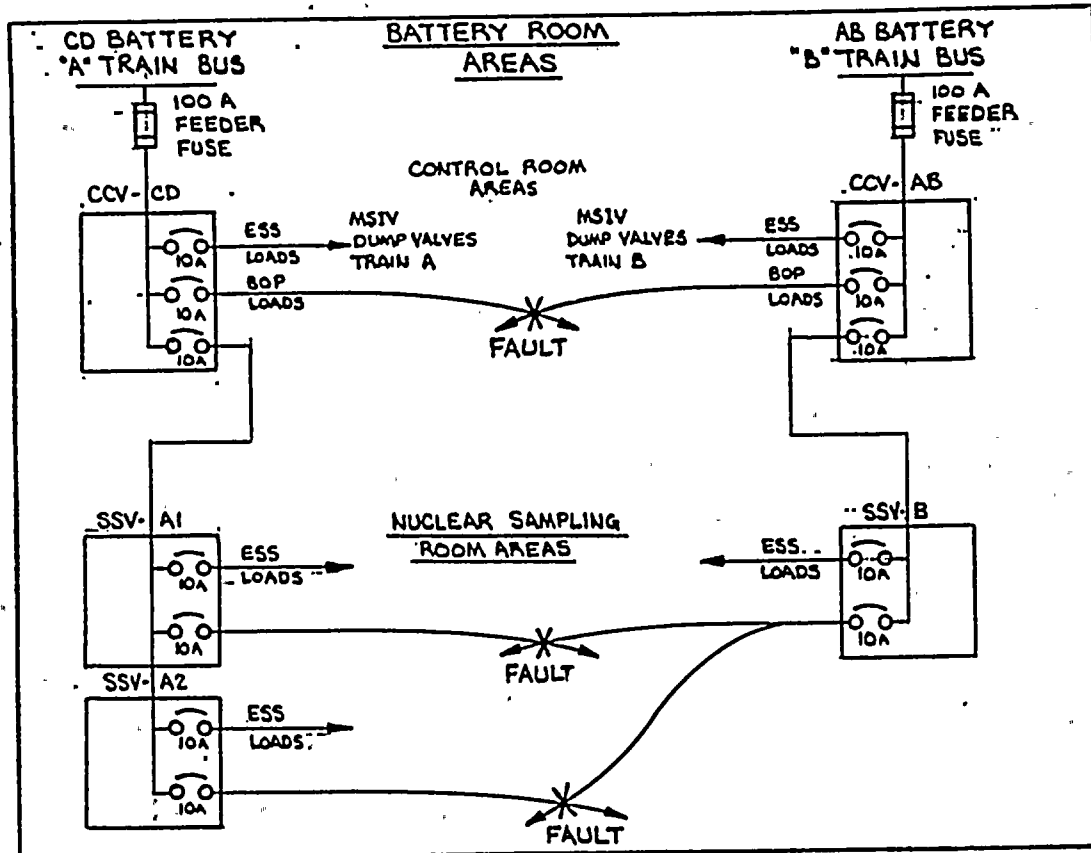 CD BATTERY
"A" TRAIN BUS
BATTERY ROOM
AREAS
AB BATTERY
"B" TRAIN BUS
100 A
FEEDER
FUSE
100 A
FEEDER
FUSE
CONTROL ROOM
AREAS
CCV- CD
CCV- AB
10A
ESS
LOADS
MSIV
DUMP VALVES
TRAIN A
MSIV
DUMP VALVES
TRAIN B
ESS
LOADS
10A
10A
BOP
LOADS
BOP
LOADS
10A
FAULT
10A
10A
SSV- A1
NUCLEAR SAMPLING
ROOM AREAS
SSV- B
10A
ESS
LOADS
ESS
LOADS
10A
10A
FAULT
10A
SSV- A2
10A
ESS
LOADS
10A
FAULT